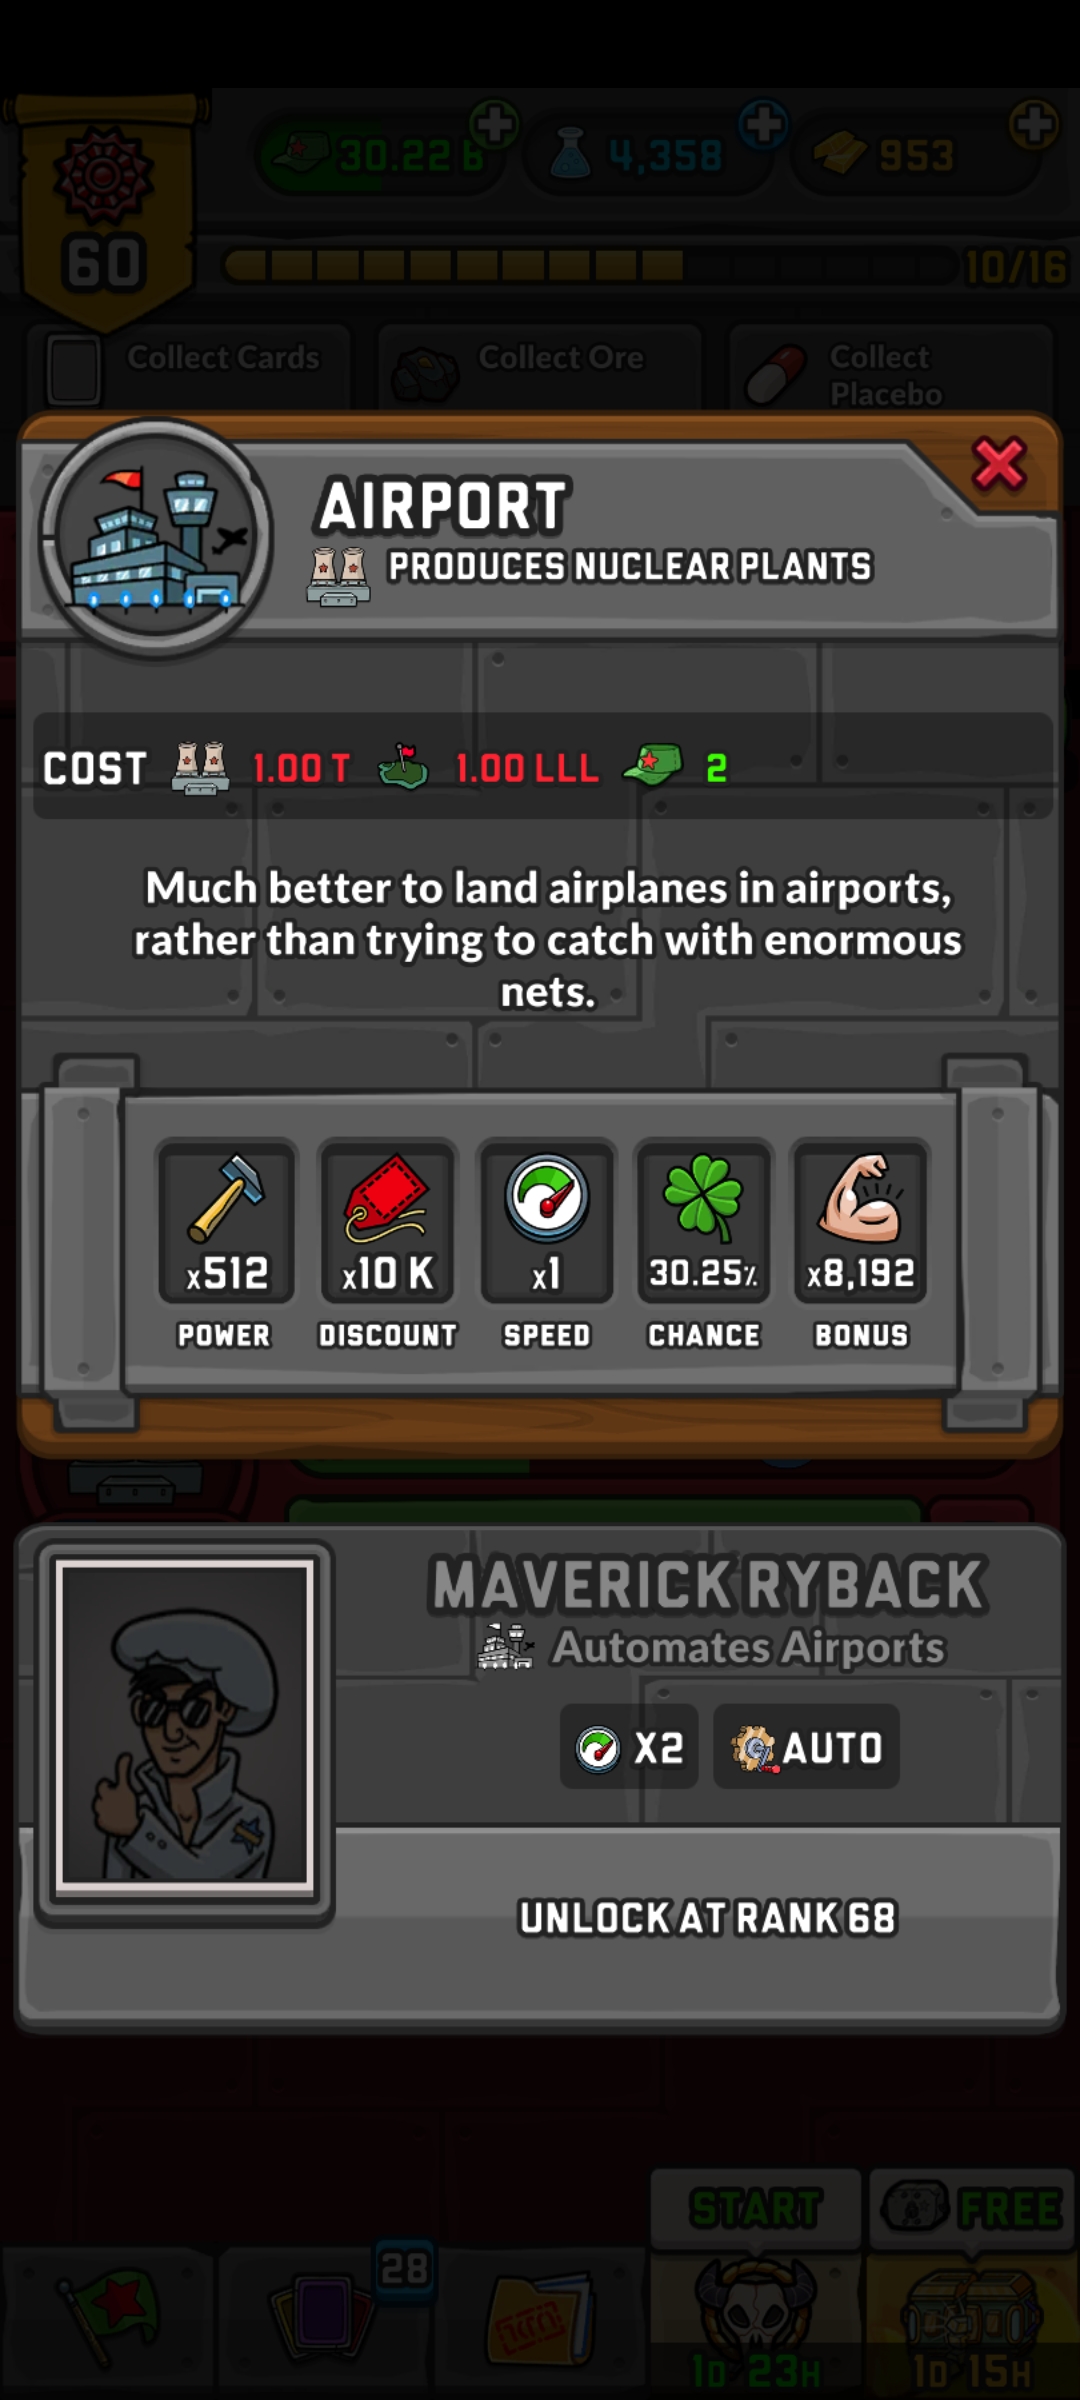 30.22 B
4,358
953
60
10/16
Collect Cards
Collect Ore
Collect
Placebo
AIRPORT
PRODUCES NUCLEAR PLANTS
COST 1.00 T 1.00 LLL 2
Much better to land airplanes in airports,
rather than trying to catch with enormous
nets.
x512
x10 K
x1
30.25%
x8,192
POWER
DISCOUNT
SPEED
CHANCE
BONUS
MAVERICK RYBACK
Automates Airports
X2
AUTO
UNLOCK AT RANK 68
START
FREE
28
1D 23H
1D 15H